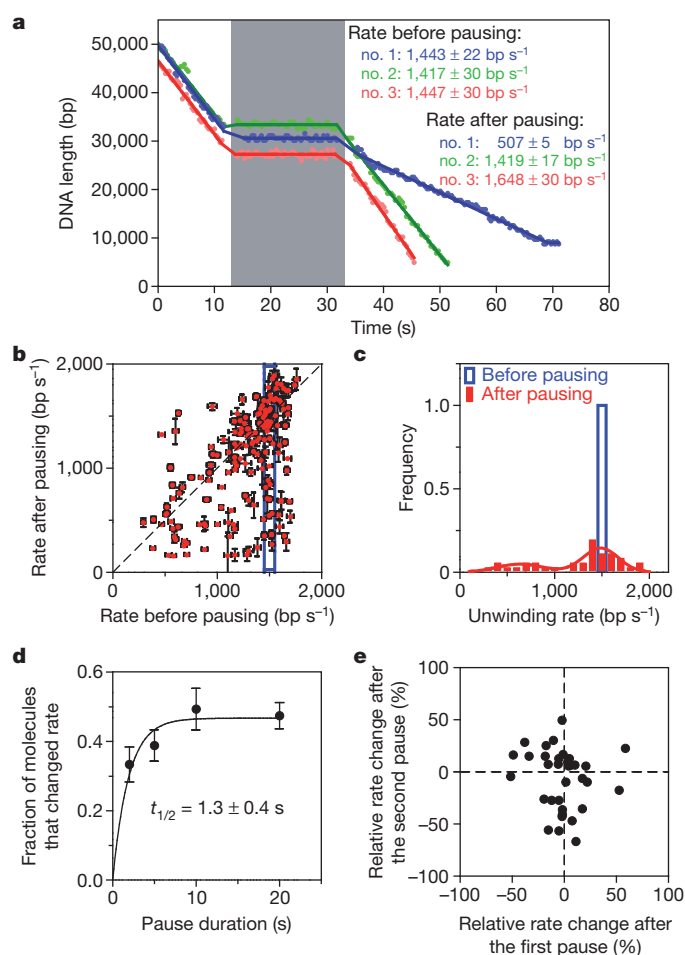 a
50,000
40,000
30,000
20,000
10,000
0
DNA length (bp)
0 10 20 30 40 50 60 70 80
Time (s)
Rate before pausing:
no. 1: 1,443 ± 22 bp s⁻¹
no. 2: 1,417 ± 30 bp s⁻¹
no. 3: 1,447 ± 30 bp s⁻¹
Rate after pausing:
no. 1: 507 ± 5 bp s⁻¹
no. 2: 1,419 ± 17 bp s⁻¹
no. 3: 1,648 ± 30 bp s⁻¹
b
2,000
1,000
0
Rate after pausing (bp s⁻¹)
0 1,000 2,000
Rate before pausing (bp s⁻¹)
c
Before pausing
After pausing
1.0
0.5
0
Frequency
0 1,000 2,000
Unwinding rate (bp s⁻¹)
d
0.6
0.4
0.2
0.0
Fraction of molecules
that changed rate
t1/2 = 1.3 ± 0.4 s
0 10 20
Pause duration (s)
e
100
50
0
−50
−100
Relative rate change after
the second pause (%)
−100 −50 0 50 100
Relative rate change after
the first pause (%)